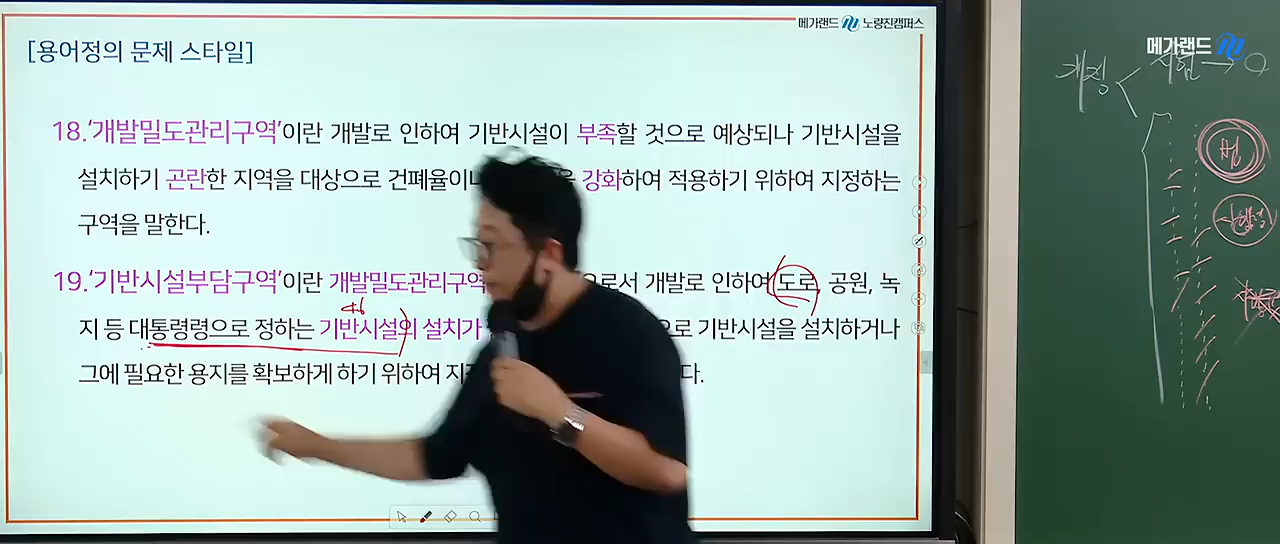 메가랜드 노량진캠퍼스
[용어정의 문제 스타일]
18.‘개발밀도관리구역’이란 개발로 인하여 기반시설이 부족할 것으로 예상되나 기반시설을
설치하기 곤란한 지역을 대상으로 건폐율이나 강화하여 적용하기 위하여 지정하는
구역을 말한다.
19.‘기반시설부담구역’이란 개발밀도관리구역 으로서 개발로 인하여 도로, 공원, 녹
지 등 대통령령으로 정하는 기반시설의 설치가 으로 기반시설을 설치하거나
그에 필요한 용지를 확보하게 하기 위하여 지 다.
메가랜드
개정 시험
법
시행령